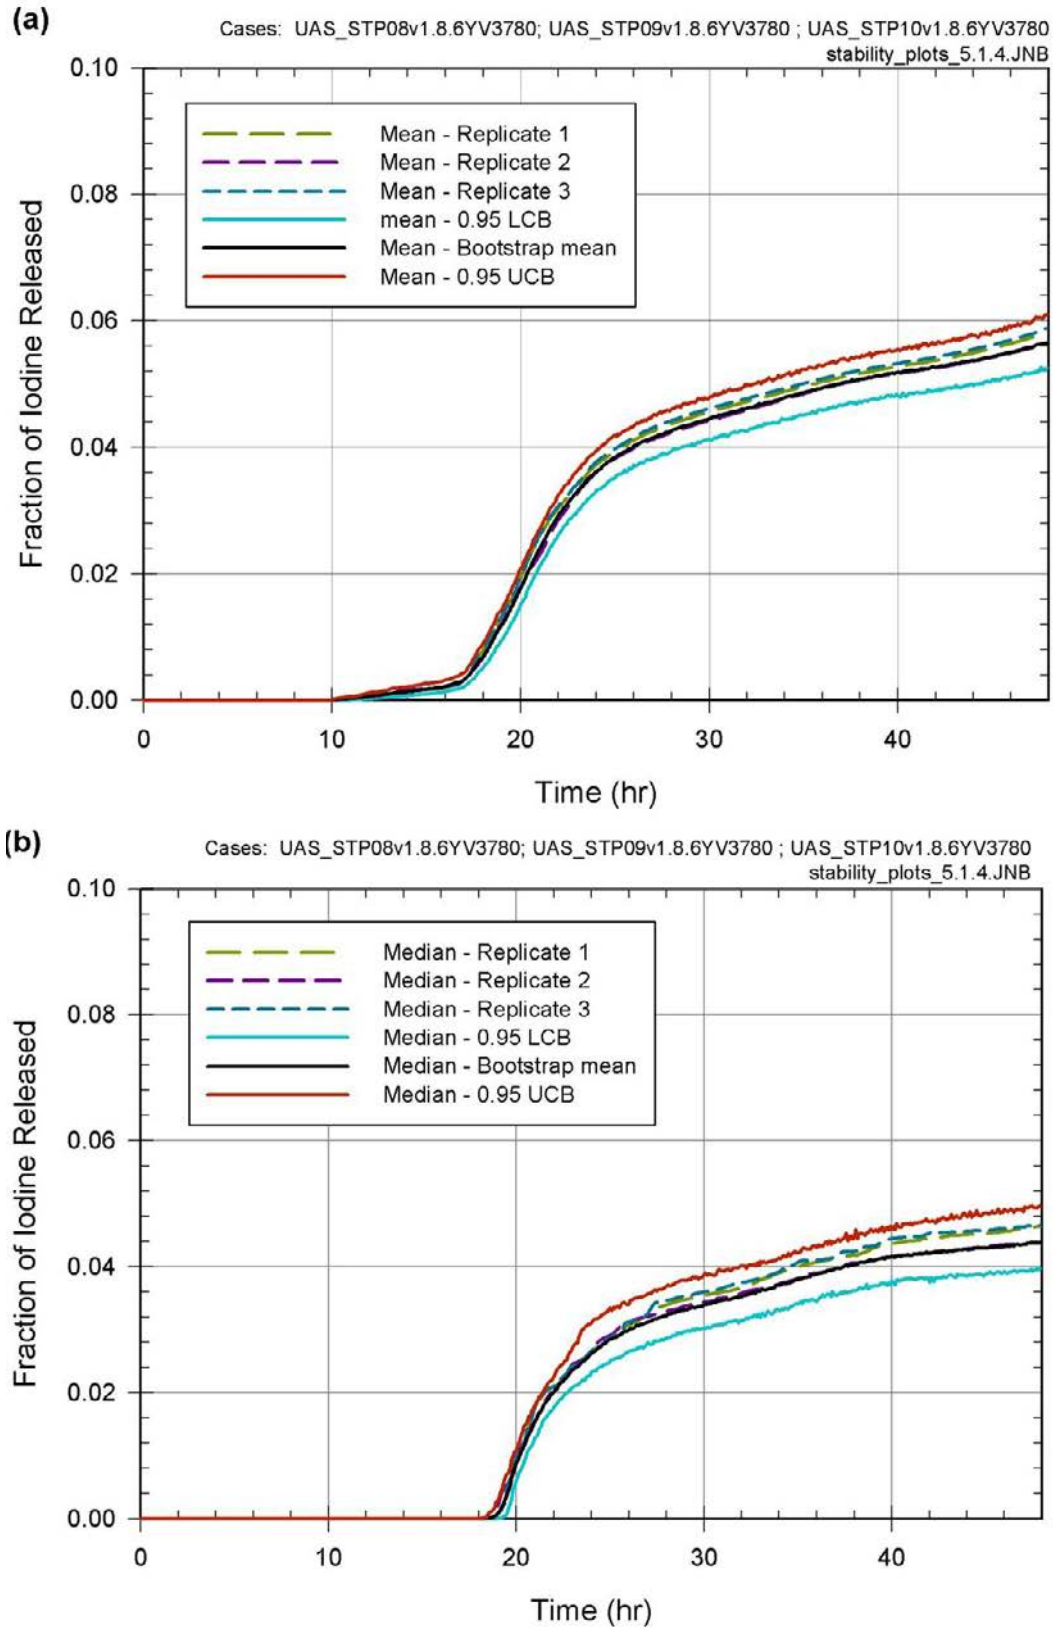 (a)
Cases: UAS_STP08v1.8.6YV3780; UAS_STP09v1.8.6YV3780 ; UAS_STP10v1.8.6YV3780
stability_plots_5.1.4.JNB
0.10
Mean - Replicate 1
Mean - Replicate 2
Mean - Replicate 3
mean - 0.95 LCB
Mean - Bootstrap mean
Mean - 0.95 UCB
0.08
0.06
0.04
0.02
0.00
Fraction of Iodine Released
0 10 20 30 40
Time (hr)
(b)
Cases: UAS_STP08v1.8.6YV3780; UAS_STP09v1.8.6YV3780 ; UAS_STP10v1.8.6YV3780
stability_plots_5.1.4.JNB
0.10
Median - Replicate 1
Median - Replicate 2
Median - Replicate 3
Median - 0.95 LCB
Median - Bootstrap mean
Median - 0.95 UCB
0.08
0.06
0.04
0.02
0.00
Fraction of Iodine Released
0 10 20 30 40
Time (hr)